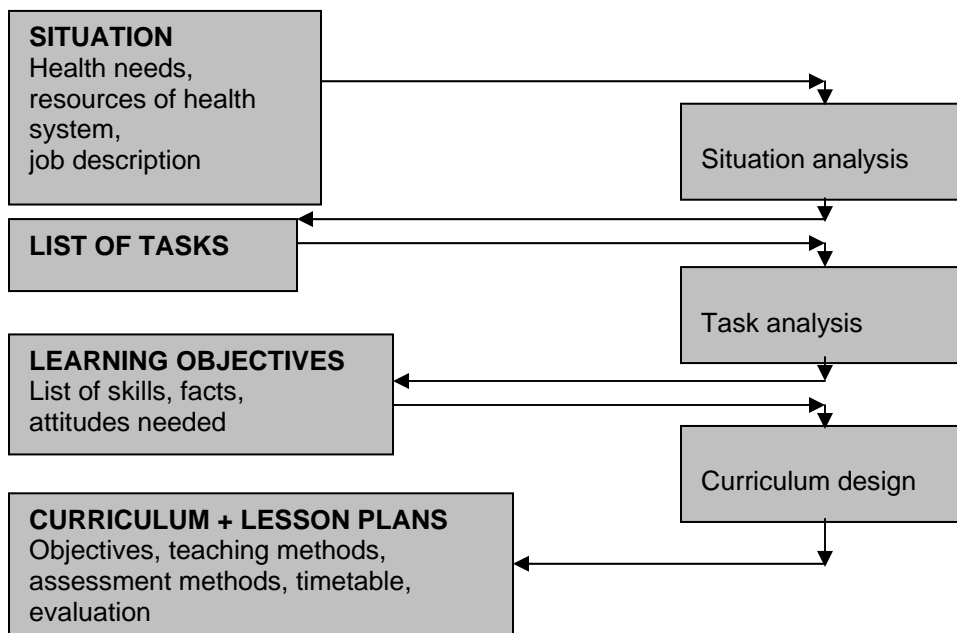 SITUATION
Health needs,
resources of health
system,
job description
Situation analysis
LIST OF TASKS
Task analysis
LEARNING OBJECTIVES
List of skills, facts,
attitudes needed
Curriculum design
CURRICULUM + LESSON PLANS
Objectives, teaching methods,
assessment methods, timetable,
evaluation